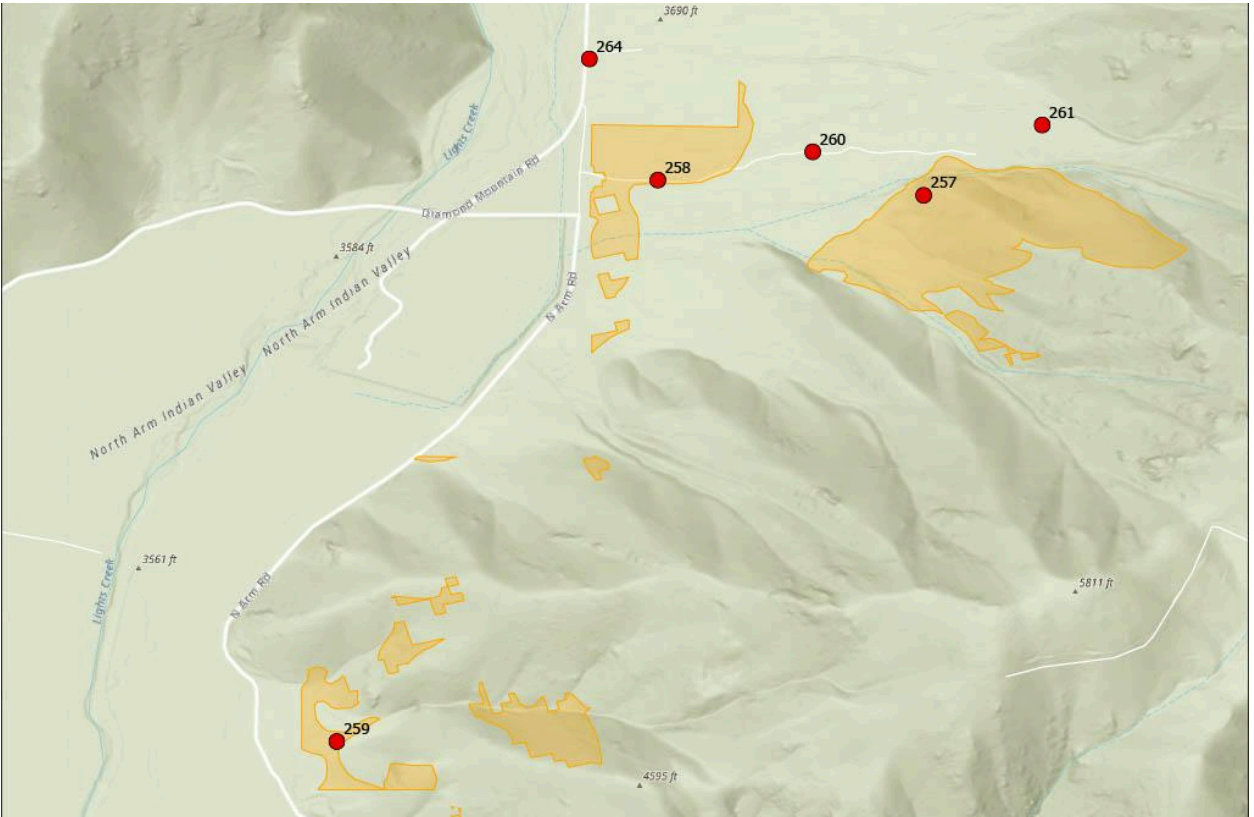 3690 ft
264
Lights Creek
261
260
258
257
Diamond Mountain Rd
3584 ft
North Arm Indian Valley
North Arm Indian Valley
N Arm Rd
3561 ft
Lights Creek
N Arm Rd
5811 ft
259
4595 ft